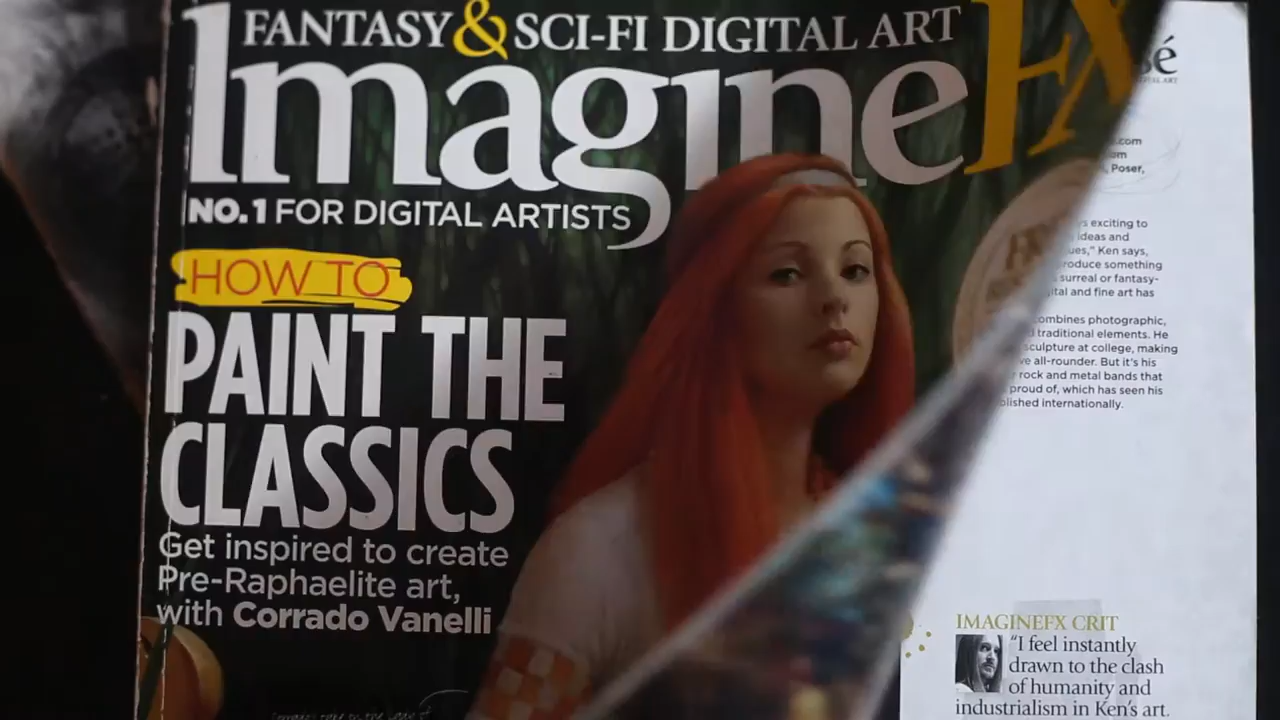 FANTASY & SCI-FI DIGITAL ART
ImagineFX
NO.1 FOR DIGITAL ARTISTS
HOW TO
PAINT THE
CLASSICS
Get inspired to create
Pre-Raphaelite art,
with Corrado Vanelli
.com
Poser,
exciting to
ideas and
Ken says,
something
surreal or fantasy-
and fine art has
photographic,
traditional elements. He
sculpture at college, making
all-rounder. But it's his
rock and metal bands that
proud of, which has seen his
internationally.
IMAGINEFX CRIT
"I feel instantly
drawn to the clash
of humanity and
industrialism in Ken's art.